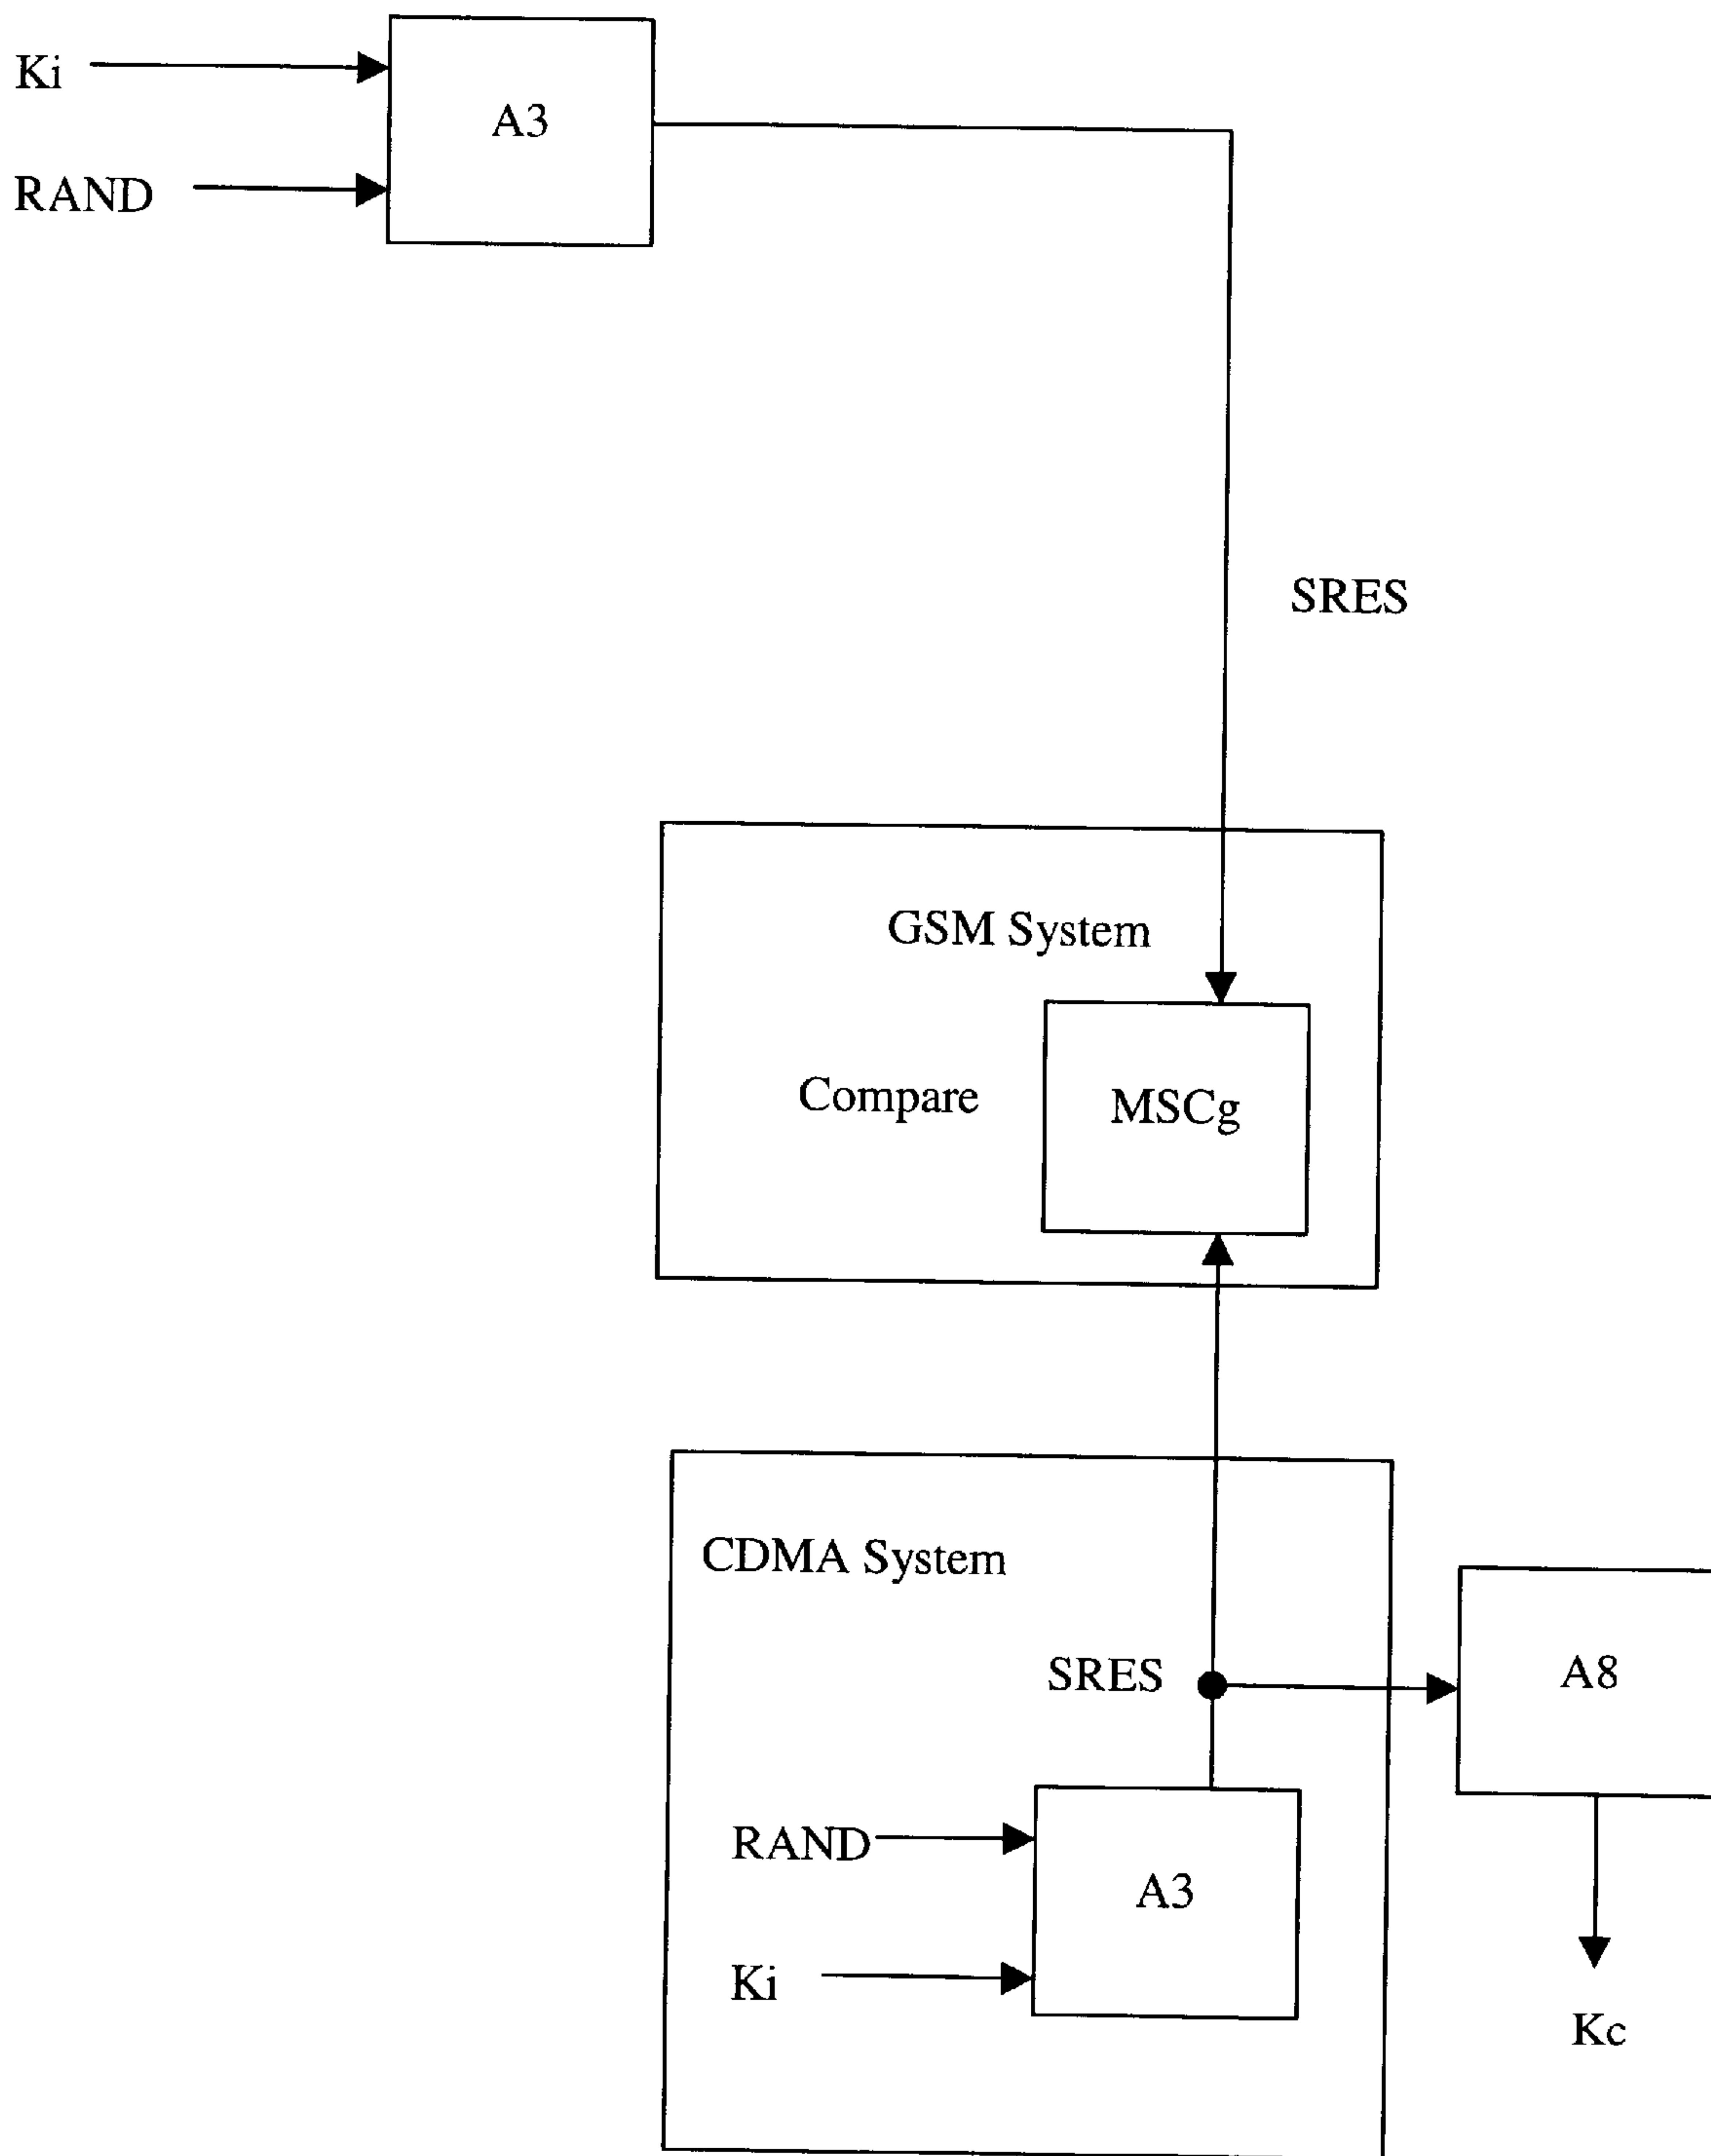 Ki
A3
RAND
SRES
GSM System
Compare
MSCg
CDMA System
SRES
A8
RAND
A3
Ki
Kc